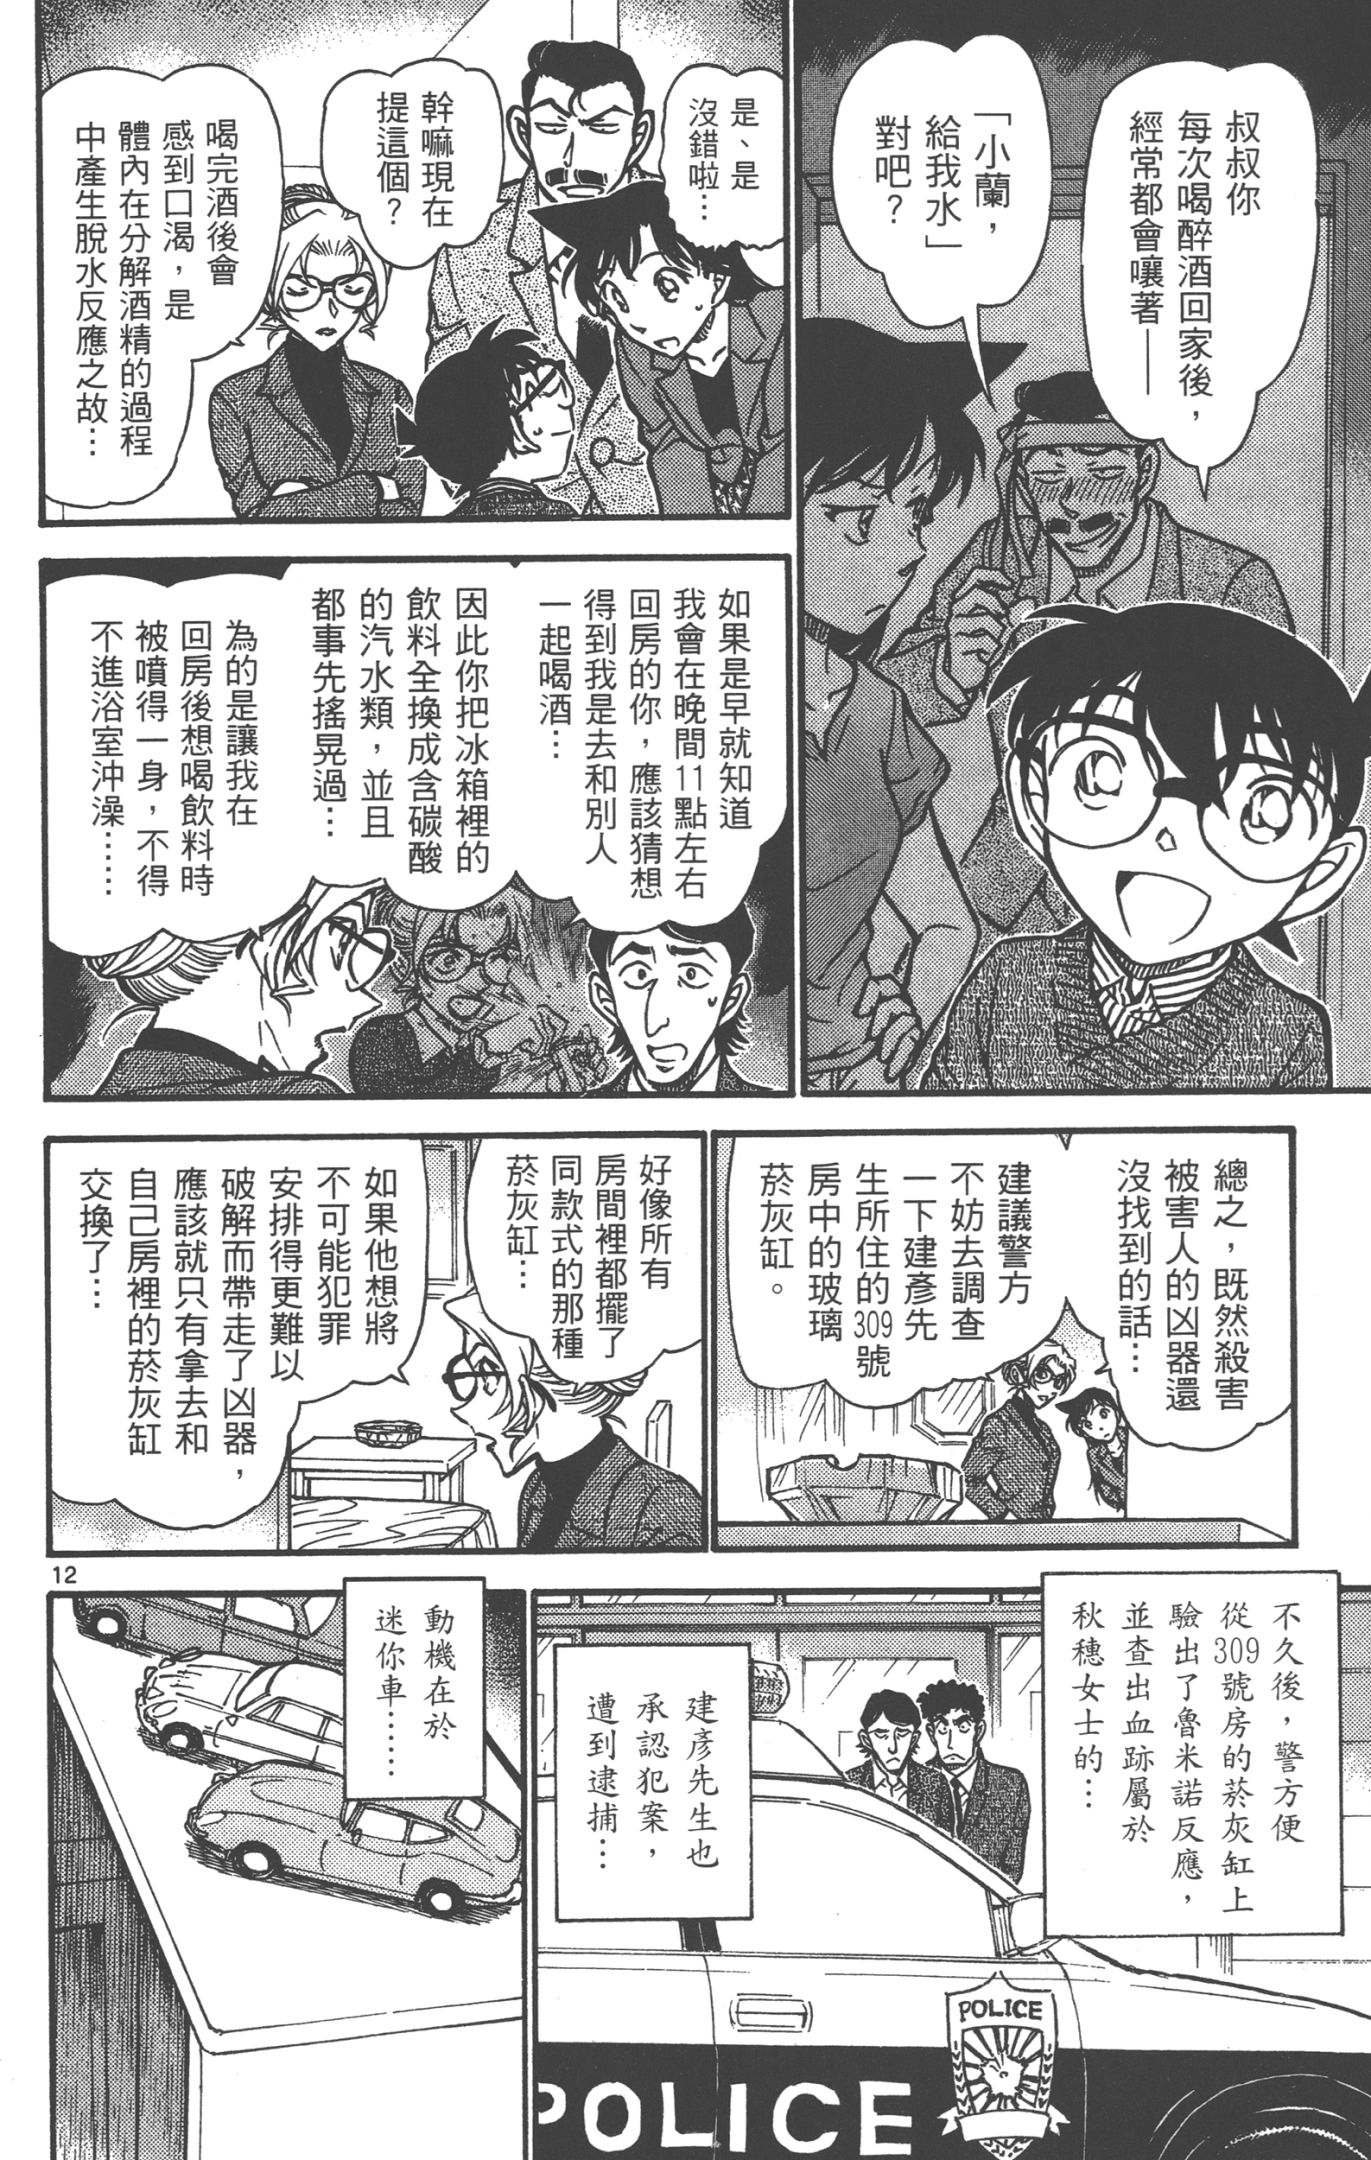 叔叔你
每次喝醉酒回家後，
經常都會嚷著——
「小蘭，
給我水」
對吧？
是、是
沒錯啦…
幹嘛現在
提這個？
喝完酒後會
感到口渴，是
體內在分解酒精的過程
中產生脫水反應之故…
如果是早就知道
我會在晚間11點左右
回房的你，應該猜想
得到我是去和別人
一起喝酒…
因此你把冰箱裡的
飲料全換成含碳酸
的汽水類，並且
都事先搖晃過…
為的是讓我在
回房後想喝飲料時
被噴得一身，不得
不進浴室沖澡……
總之，既然殺害
被害人的凶器還
沒找到的話…
建議警方
不妨去調查
一下建彥先
生所住的309號
房中的玻璃
菸灰缸。
好像所有
房間裡都擺了
同款式的那種
菸灰缸…
如果他想將
不可能犯罪
安排得更難以
破解而帶走了凶器，
應該就只有拿去和
自己房裡的菸灰缸
交換了…
12
不久後，警方便
從309號房的菸灰缸上
驗出了魯米諾反應，
並查出血跡屬於
秋穗女士的…
建彥先生也
承認犯案，
遭到逮捕…
POLICE
POLICE
動機在於
迷你車……